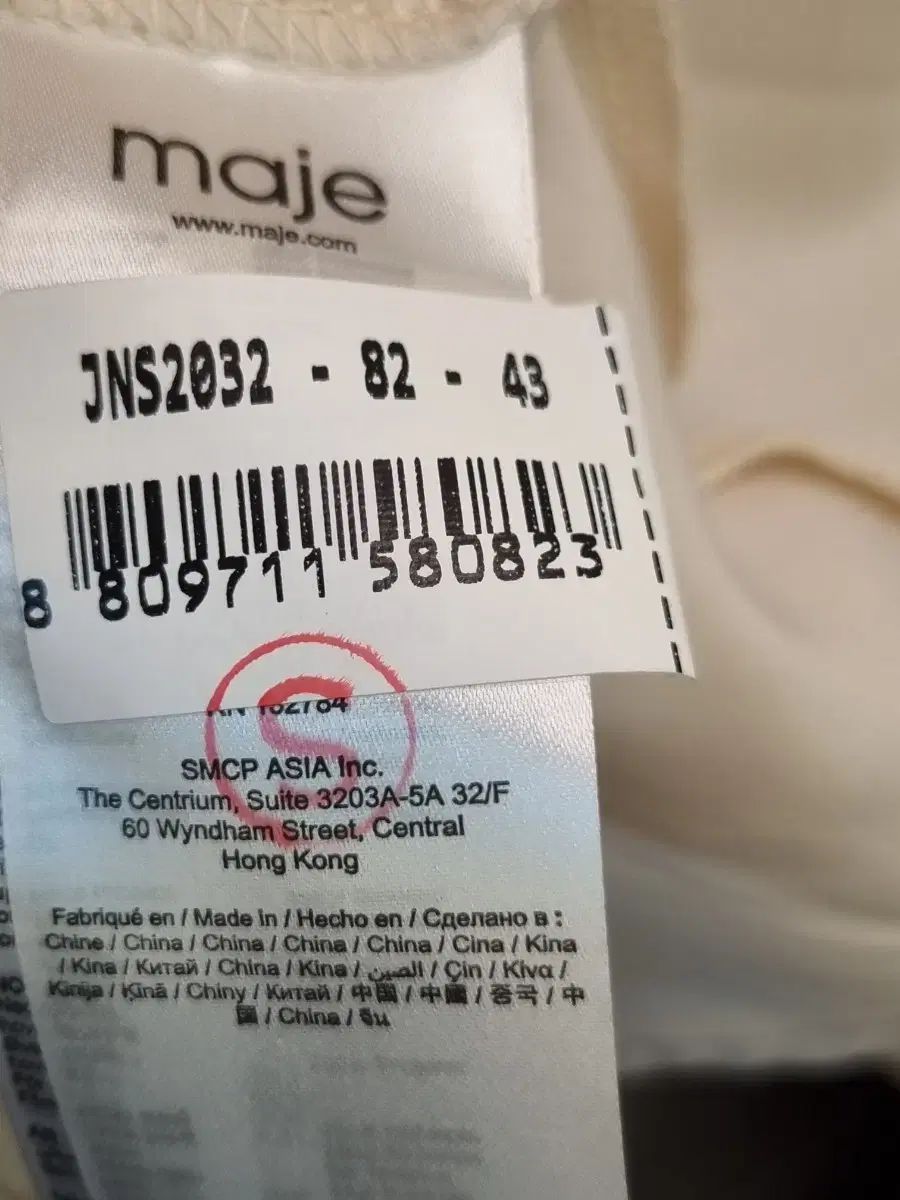 maje
www.maje.com
JNS2032 - 82 - 43
8 809711 580823
S
RN 162784
SMCP ASIA Inc.
The Centrium, Suite 3203A-5A 32/F
60 Wyndham Street, Central
Hong Kong
Fabriqué en / Made in / Hecho en / Сделано в :
Chine / China / China / China / China / Cina / Kina
/ Kina / Китай / China / Kina / الصين / Çin / Κίνα /
Kinija / Ķīnā / Chiny / Китай / 中国 / 中國 / 중국 / 中
国 / China / จีน